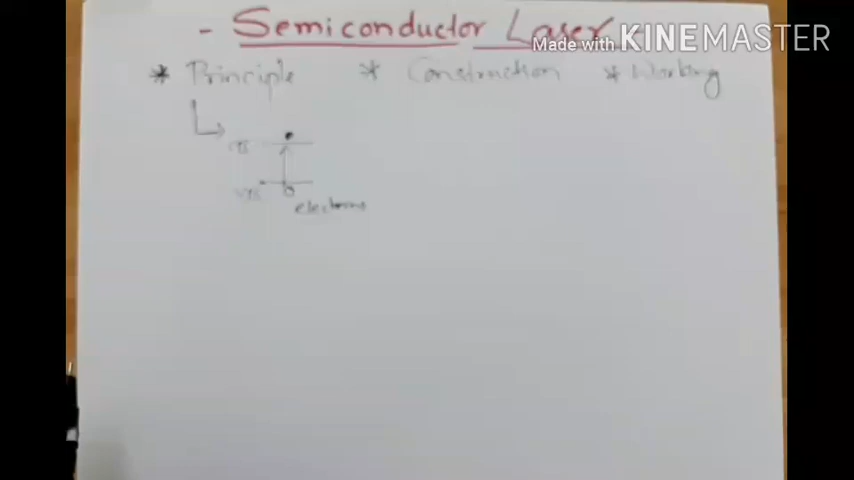 - Semiconductor Laser -
Made with KINEMASTER
* Principle * Construction * Working
CB
VB
electrons